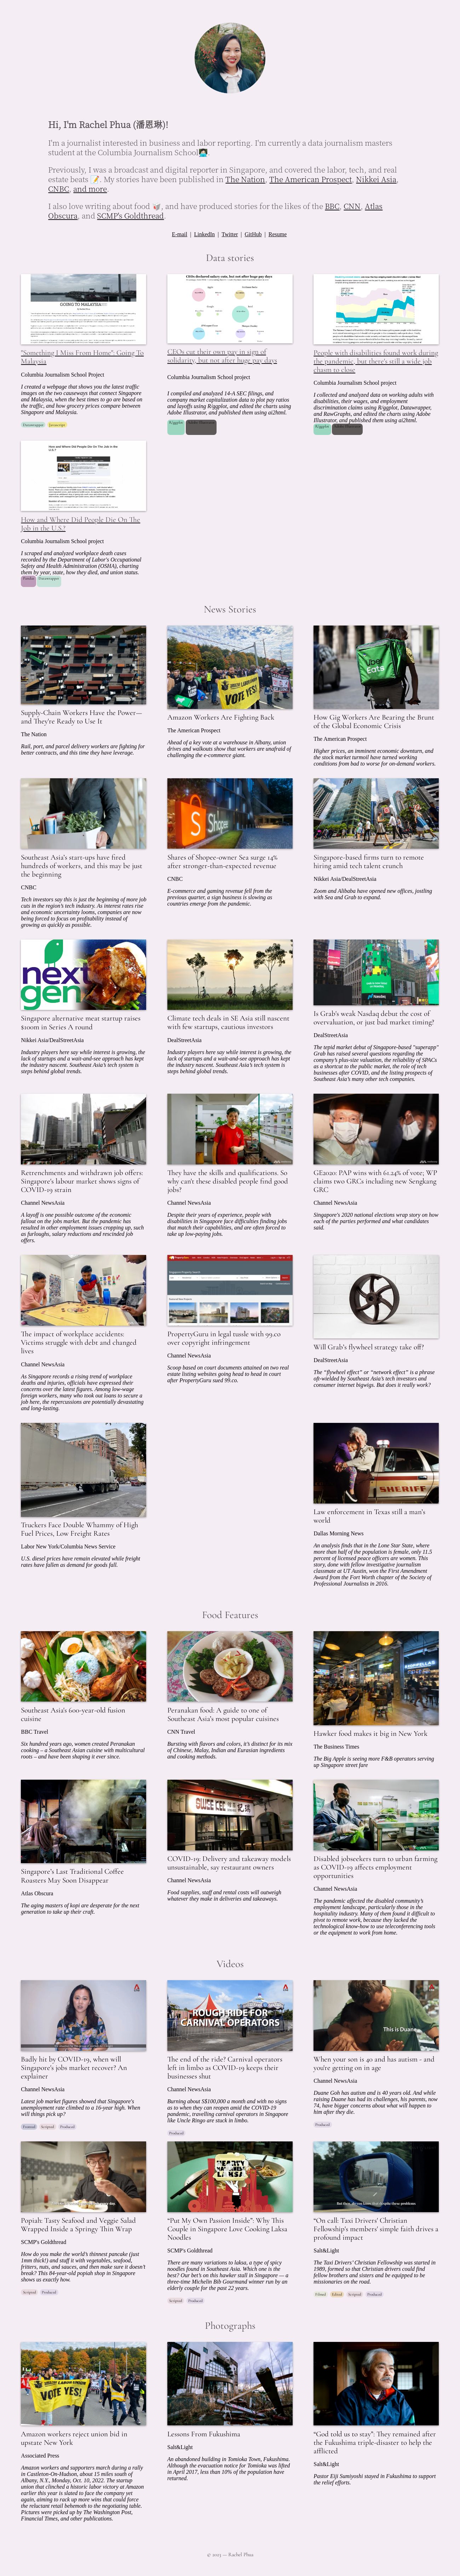 Hi, I'm Rachel Phua (潘恩琳)!
I'm a journalist interested in business and labor reporting. I'm currently a data journalism masters
student at the Columbia Journalism School
Previously, I was a broadcast and digital reporter in Singapore, and covered the labor, tech, and real
estate beats 📝. My stories have been published in The Nation, The American Prospect, Nikkei Asia,
CNBC, and more.
I also love writing about food 🍜, and have produced stories for the likes of the BBC, CNN, Atlas
Obscura, and SCMP's Goldthread.
E-mail | LinkedIn | Twitter | GitHub | Resume
Data stories
"Something I Miss From Home": Going To
Malaysia
Columbia Journalism School Project
I created a webpage that shows the latest traffic
images on the two causeways that connect Singapore
and Malaysia, when the best times to go are based on
the traffic, and how grocery prices compare between
Singapore and Malaysia.
Datawrapper Javascript
CEOs cut their own pay in sign of
solidarity, but not after huge pay days
Columbia Journalism School project
I compiled and analyzed 14-A SEC filings, and
company market capitalization data to plot pay ratios
and layoffs using R/ggplot, and edited the charts using
Adobe Illustrator, and published them using ai2html.
R/ggplot
People with disabilities found work during
the pandemic, but there's still a wide job
chasm to close
Columbia Journalism School project
I collected and analyzed data on working adults with
disabilities, their wages, and employment
discrimination claims using R/ggplot, Datawrapper,
and RawGraphs, and edited the charts using Adobe
Illustrator, and published them using ai2html.
R/ggplot
How and Where Did People Die On The
Job in the U.S.?
Columbia Journalism School project
I scraped and analyzed workplace death cases
recorded by the Department of Labor's Occupational
Safety and Health Administration (OSHA), charting
them by year, state, how they died, and union status.
Pandas Datawrapper
News Stories
Supply-Chain Workers Have the Power—
and They're Ready to Use It
The Nation
Rail, port, and parcel delivery workers are fighting for
better contracts, and this time they have leverage.
Amazon Workers Are Fighting Back
The American Prospect
Ahead of a key vote at a warehouse in Albany, union
drives and walkouts show that workers are unafraid of
challenging the e-commerce giant.
How Gig Workers Are Bearing the Brunt
of the Global Economic Crisis
The American Prospect
Higher prices, an imminent economic downturn, and
the stock market turmoil have turned working
conditions from bad to worse for on-demand workers.
Southeast Asia's start-ups have fired
hundreds of workers, and this may be just
the beginning
CNBC
Tech investors say this is just the beginning of more job
cuts in the region's tech industry. As interest rates rise
and economic uncertainty looms, companies are now
being forced to focus on profitability instead of
growing as quickly as possible.
Shares of Shopee-owner Sea surge 14%
after stronger-than-expected revenue
CNBC
E-commerce and gaming revenue fell from the
previous quarter, a sign business is slowing as
countries emerge from the pandemic.
Singapore-based firms turn to remote
hiring amid tech talent crunch
Nikkei Asia/DealStreetAsia
Zoom and Alibaba have opened new offices, jostling
with Sea and Grab to expand.
Singapore alternative meat startup raises
$100m in Series A round
Nikkei Asia/DealStreetAsia
Industry players here say while interest is growing, the
lack of startups and a wait-and-see approach has kept
the industry nascent. Southeast Asia's tech system is
steps behind global trends.
Climate tech deals in SE Asia still nascent
with few startups, cautious investors
DealStreetAsia
Industry players here say while interest is growing, the
lack of startups and a wait-and-see approach has kept
the industry nascent. Southeast Asia's tech system is
steps behind global trends.
Is Grab's weak Nasdaq debut the cost of
overvaluation, or just bad market timing?
DealStreetAsia
The tepid market debut of Singapore-based "superapp"
Grab has raised several questions regarding the
company's plus-size valuation, the reliability of SPACs
as a shortcut to the public market, the role of tech
businesses after COVID, and the listing prospects of
Southeast Asia's many other tech companies.
Retrenchments and withdrawn job offers:
Singapore's labour market shows signs of
COVID-19 strain
Channel NewsAsia
A layoff is one possible outcome of the economic
fallout on the jobs market. But the pandemic has
resulted in other employment issues cropping up, such
as furloughs, salary reductions and rescinded job
offers.
They have the skills and qualifications. So
why can't these disabled people find good
jobs?
Channel NewsAsia
Despite their years of experience, people with
disabilities in Singapore face difficulties finding jobs
that match their capabilities, and are often forced to
take up low-paying jobs.
GE2020: PAP wins with 61.24% of vote; WP
claims two GRCs including new Sengkang
GRC
Channel NewsAsia
Singapore's 2020 national elections wrap story on how
each of the parties performed and what candidates
said.
The impact of workplace accidents:
Victims struggle with debt and changed
lives
Channel NewsAsia
As Singapore records a rising trend of workplace
deaths and injuries, officials have expressed their
concerns over the latest figures. Among low-wage
foreign workers, many who took out loans to secure a
job here, the repercussions are potentially devastating
and long-lasting.
PropertyGuru in legal tussle with 99.co
over copyright infringement
Channel NewsAsia
Scoop based on court documents attained on two real
estate listing websites going head to head in court
after PropertyGuru sued 99.co.
Will Grab's flywheel strategy take off?
DealStreetAsia
The "flywheel effect" or "network effect" is a phrase
oft-wielded by Southeast Asia's tech investors and
consumer internet bigwigs. But does it really work?
Truckers Face Double Whammy of High
Fuel Prices, Low Freight Rates
Labor New York/Columbia News Service
U.S. diesel prices have remain elevated while freight
rates have fallen as demand for goods fall.
Law enforcement in Texas still a man's
world
Dallas Morning News
An analysis finds that in the Lone Star State, where
more than half of the population is female, only 11.5
percent of licensed peace officers are women. This
story, done with fellow investigative journalism
classmate at UT Austin, won the First Amendment
Award from the Fort Worth chapter of the Society of
Professional Journalists in 2016.
Food Features
Southeast Asia's 600-year-old fusion
cuisine
BBC Travel
Six hundred years ago, women created Peranakan
cooking – a Southeast Asian cuisine with multicultural
roots – and have been shaping it ever since.
Peranakan food: A guide to one of
Southeast Asia's most popular cuisines
CNN Travel
Bursting with flavors and colors, it's distinct for its mix
of Chinese, Malay, Indian and Eurasian ingredients
and cooking methods.
Hawker food makes it big in New York
The Business Times
The Big Apple is seeing more F&B operators serving
up Singapore street fare
Singapore's Last Traditional Coffee
Roasters May Soon Disappear
Atlas Obscura
The aging masters of kopi are desperate for the next
generation to take up their craft.
COVID-19: Delivery and takeaway models
unsustainable, say restaurant owners
Channel NewsAsia
Food supplies, staff and rental costs will outweigh
whatever they make in deliveries and takeaways.
Disabled jobseekers turn to urban farming
as COVID-19 affects employment
opportunities
Channel NewsAsia
The pandemic affected the disabled community's
employment landscape, particularly those in the
hospitality industry. Many of them found it difficult to
pivot to remote work, because they lacked the
technological know-how to use teleconferencing tools
or the equipment to work from home.
Videos
Badly hit by COVID-19, when will
Singapore's jobs market recover? An
explainer
Channel NewsAsia
Latest job market figures showed that Singapore's
unemployment rate climbed to a 16-year high. When
will things pick up?
Scripted Produced
ROUGH RIDE FOR
CARNIVAL OPERATORS
The end of the ride? Carnival operators
left in limbo as COVID-19 keeps their
businesses shut
Channel NewsAsia
Burning about S$100,000 a month and with no signs
as to when they can reopen amid the COVID-19
pandemic, travelling carnival operators in Singapore
like Uncle Ringo are stuck in limbo.
Produced
This is Duane
When your son is 40 and has autism - and
you're getting on in age
Channel NewsAsia
Duane Goh has autism and is 40 years old. And while
raising Duane has had its challenges, his parents, now
74, have bigger concerns about what will happen to
him after they die.
Produced
Popiah: Tasty Seafood and Veggie Salad
Wrapped Inside a Springy Thin Wrap
SCMP's Goldthread
How do you make the world's thinnest pancake (just
1mm thick!) and stuff it with vegetables, seafood,
fritters, nuts, and sauces, and then make sure it doesn't
break? This 84-year-old popiah shop in Singapore
shows us exactly how.
Scripted Produced
"Put My Own Passion Inside": Why This
Couple in Singapore Love Cooking Laksa
Noodles
SCMP's Goldthread
There are many variations to laksa, a type of spicy
noodles found in Southeast Asia. Which one is the
best? Our bet's on this hawker stall in Singapore — a
three-time Michelin Bib Gourmand winner run by an
elderly couple for the past 22 years.
Scripted Produced
"On call: Taxi Drivers' Christian
Fellowship's members' simple faith drives a
profound impact
Salt&Light
The Taxi Drivers' Christian Fellowship was started in
1989, formed so that Christian drivers could find
fellow brothers and sisters and be equipped to be
missionaries on the road.
Filmed Edited Scripted Produced
Photographs
Amazon workers reject union bid in
upstate New York
Associated Press
Amazon workers and supporters march during a rally
in Castleton-On-Hudson, about 15 miles south of
Albany, N.Y., Monday, Oct. 10, 2022. The startup
union that clinched a historic labor victory at Amazon
earlier this year is slated to face the company yet
again, aiming to rack up more wins that could force
the reluctant retail behemoth to the negotiating table.
Pictures were picked up by The Washington Post,
Financial Times, and other publications.
Lessons From Fukushima
Salt&Light
An abandoned building in Tomioka Town, Fukushima.
Although the evacuation notice for Tomioka was lifted
in April 2017, less than 10% of the population have
returned.
"God told us to stay": They remained after
the Fukushima triple-disaster to help the
afflicted
Salt&Light
Pastor Eiji Sumiyoshi stayed in Fukushima to support
the relief efforts.
© 2023 — Rachel Phua